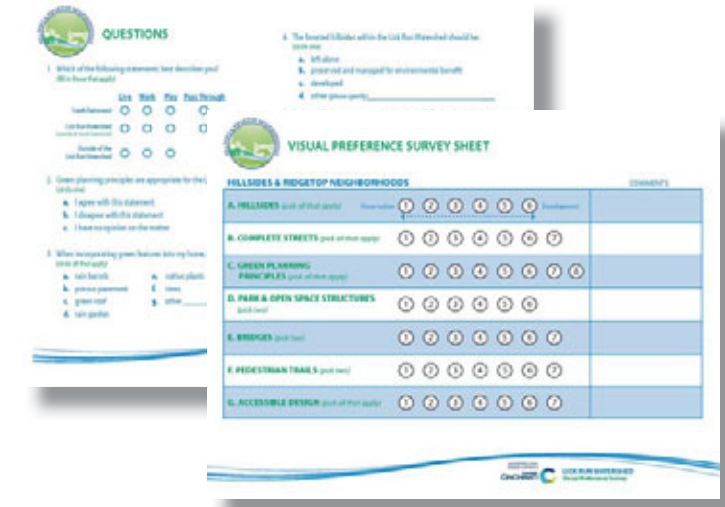 QUESTIONS
1. Which of the following statements best describes you?
(fill in those that apply)
Live Work Play Pass Through
South Fairmount
Lick Run Watershed
Outside of the
Lick Run Watershed
2. Green planning principles are appropriate for the
(circle one)
a. I agree with this statement
b. I disagree with this statement
c. I have no opinion on the matter
3. When incorporating green features into my home,
(circle all that apply)
a. rain barrels
b. porous pavement
c. green roof
d. rain garden
e. native plants
f. trees
g. other
4. The forested hillsides within the Lick Run Watershed should be:
(circle one)
a. left alone
b. preserved and managed for environmental benefit
c. developed
d. other (please specify)
VISUAL PREFERENCE SURVEY SHEET
HILLSIDES & RIDGETOP NEIGHBORHOODS COMMENTS
A. HILLSIDES (pick all that apply) Preservation 1 2 3 4 5 6 Development
B. COMPLETE STREETS (pick all that apply) 1 2 3 4 5 6 7
C. GREEN PLANNING
PRINCIPLES (pick all that apply) 1 2 3 4 5 6 7 8
D. PARK & OPEN SPACE STRUCTURES
(pick two) 1 2 3 4 5 6
E. BRIDGES (pick two) 1 2 3 4 5 6 7
F. PEDESTRIAN TRAILS (pick two) 1 2 3 4 5 6 7
G. ACCESSIBLE DESIGN (pick all that apply) 1 2 3 4 5 6 7
CINCINNATI
LICK RUN WATERSHED
Visual Preference Survey